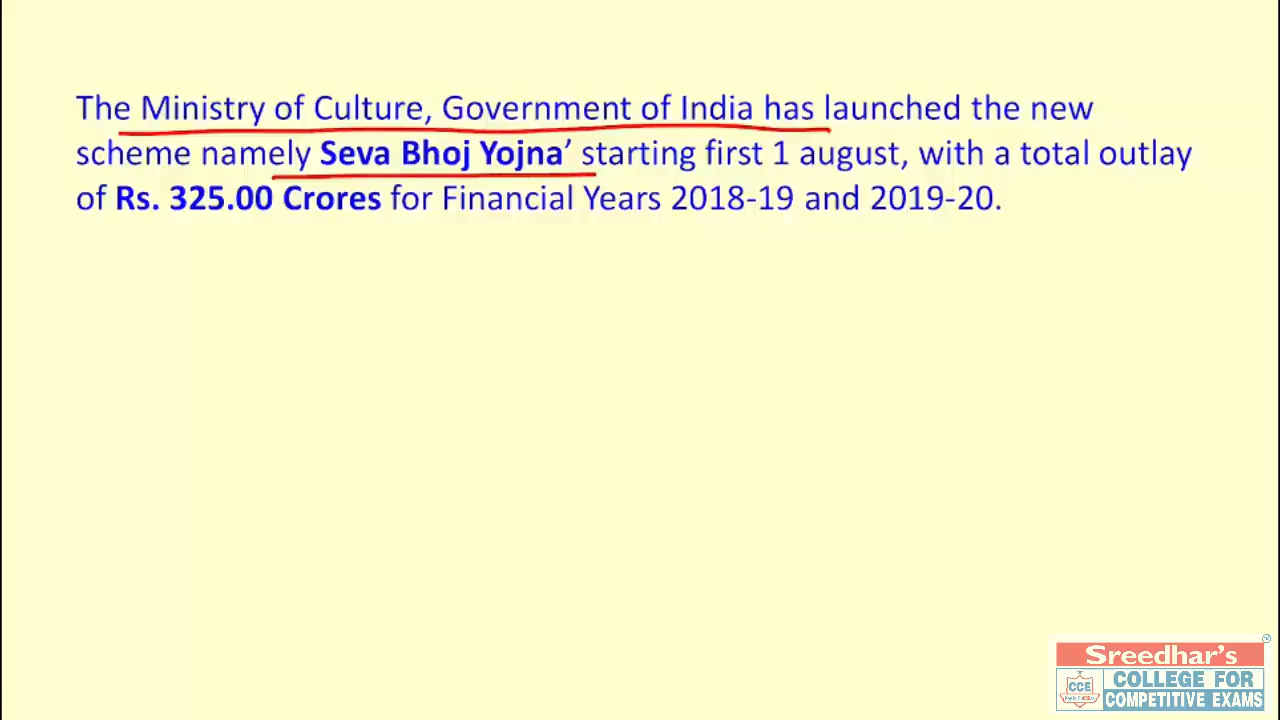 The Ministry of Culture, Government of India has launched the new
scheme namely Seva Bhoj Yojna’ starting first 1 august, with a total outlay
of Rs. 325.00 Crores for Financial Years 2018-19 and 2019-20.
Sreedhar's
CCE
COLLEGE FOR
COMPETITIVE EXAMS